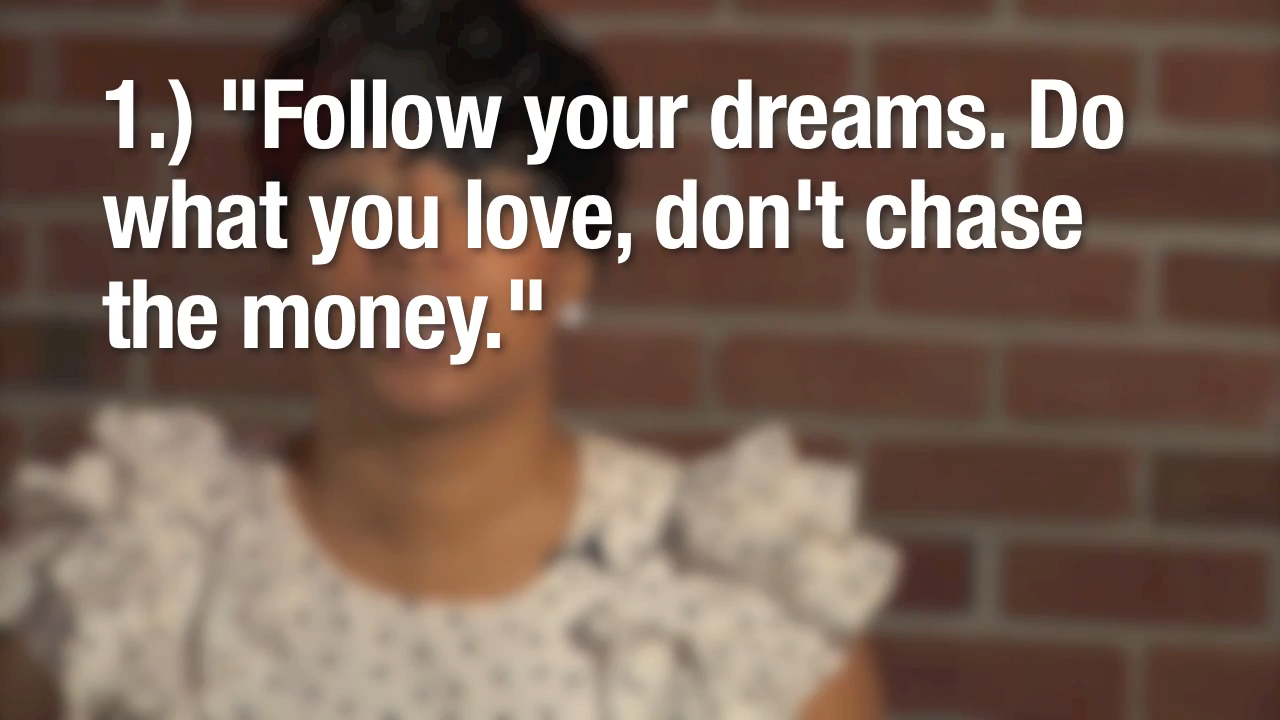 1.) "Follow your dreams. Do
what you love, don't chase
the money."